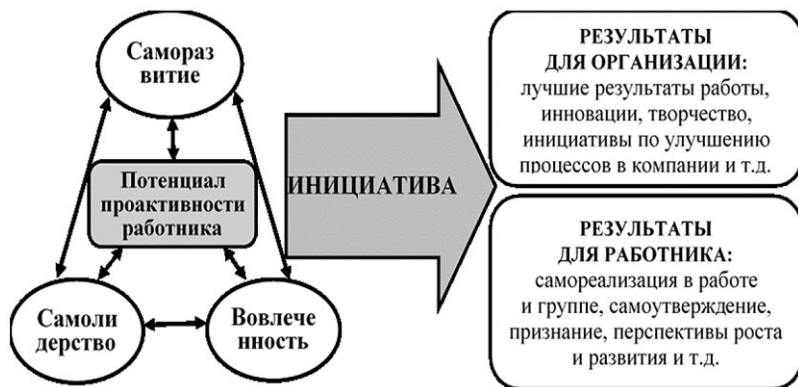 Самораз
витие
Потенциал
проактивности
работника
Самоли
дерство
Вовлече
нность
ИНИЦИАТИВА
РЕЗУЛЬТАТЫ
ДЛЯ ОРГАНИЗАЦИИ:
лучшие результаты работы,
инновации, творчество,
инициативы по улучшению
процессов в компании и т.д.
РЕЗУЛЬТАТЫ
ДЛЯ РАБОТНИКА:
самореализация в работе
и группе, самоутверждение,
признание, перспективы роста
и развития и т.д.